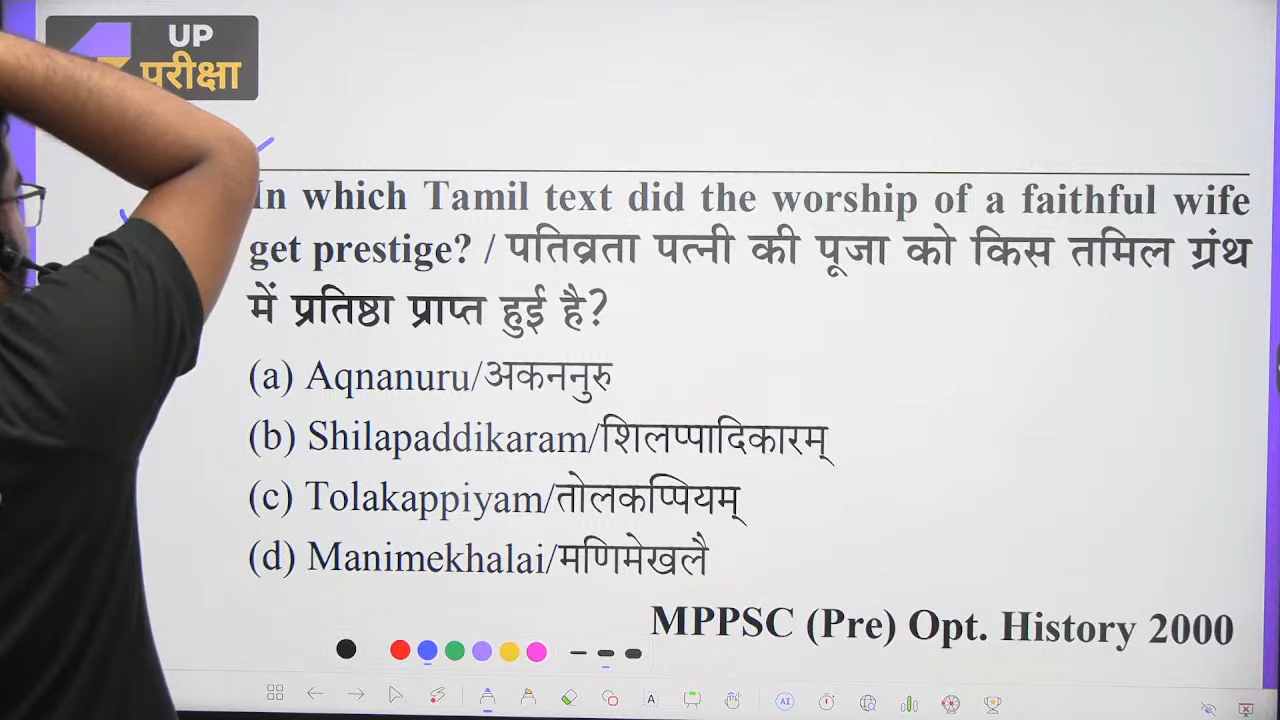 UP
परीक्षा
In which Tamil text did the worship of a faithful wife
get prestige? / पतिव्रता पत्नी की पूजा को किस तमिल ग्रंथ
में प्रतिष्ठा प्राप्त हुई है?
(a) Aqnanuru/अकननुरु
(b) Shilapaddikaram/शिलप्पादिकारम्
(c) Tolakappiyam/तोलकप्पियम्
(d) Manimekhalai/मणिमेखलै
MPPSC (Pre) Opt. History 2000
A
AI